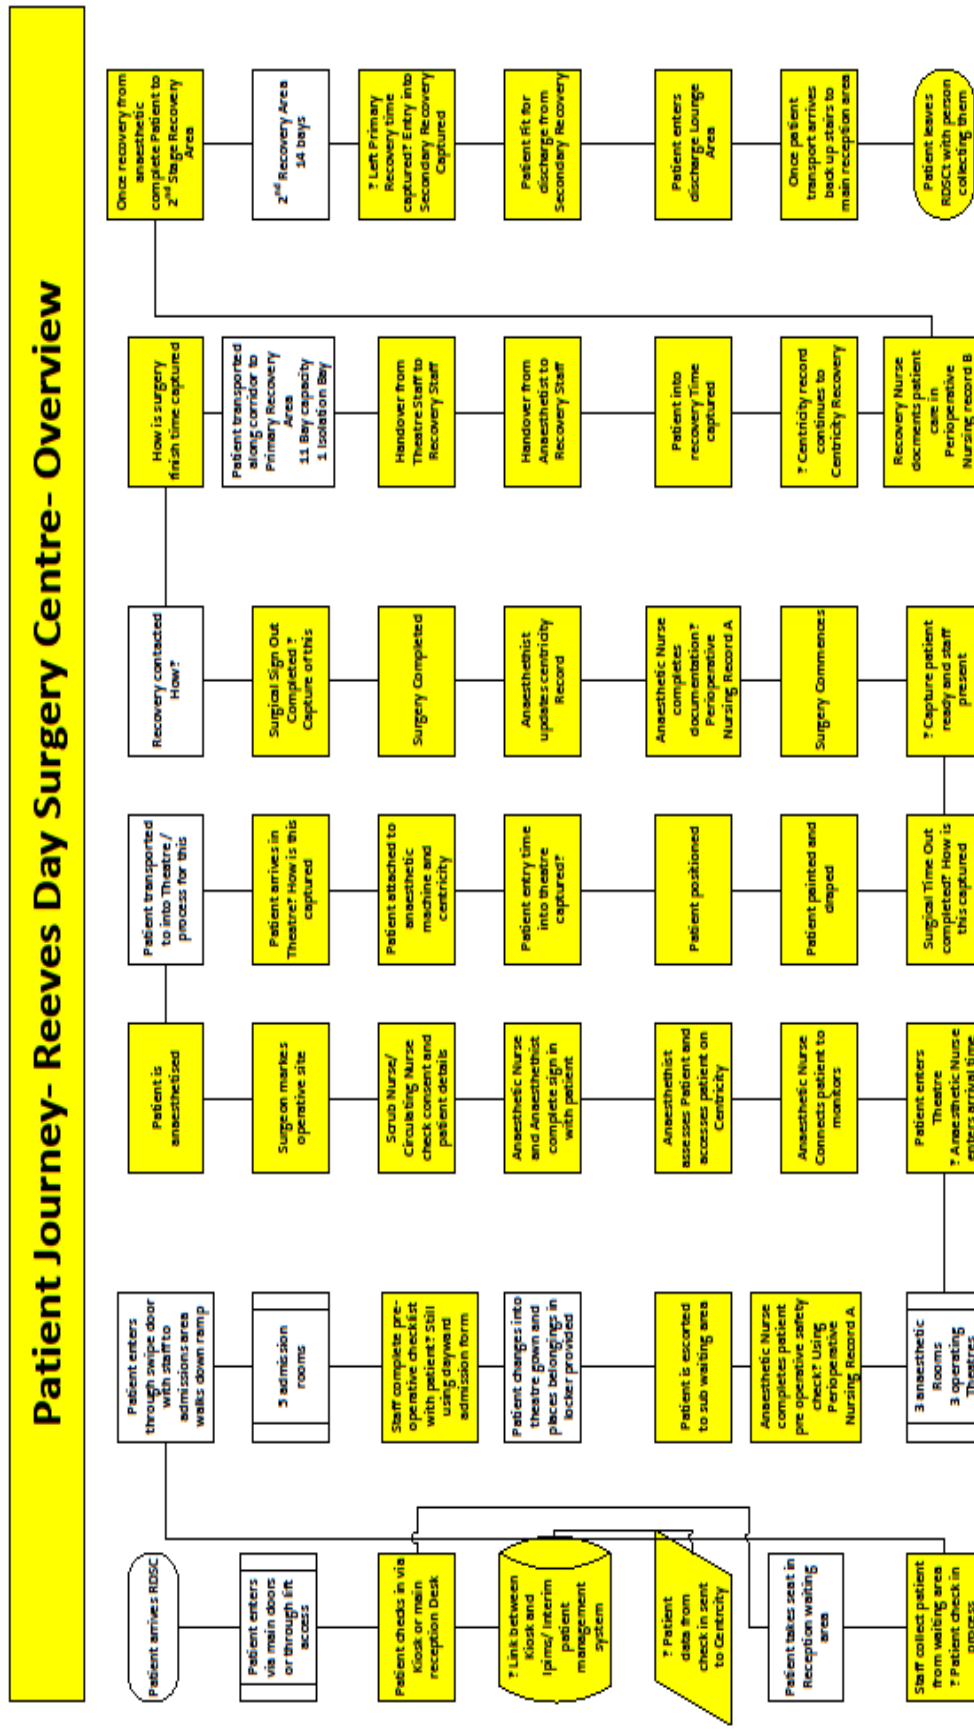 Patient Journey- Reeves Day Surgery Centre- Overview
Patient arrives RDSC
Patient enters
via main doors
or through lift
access
Patient checks in via
Kiosk or main
reception Desk
? Link between
Kiosk and
Ipims/ Interim
patient
management
system
? Patient
data from
check in sent
to Centrcity
Patient takes seat in
Reception waiting
area
Staff collect patient
from waiting area
? Patient check in
process
Patient enters
through swipe door
with staff to
admissions area
walks down ramp
5 admission
rooms
Staff complete pre-
operative checklist
with patient? Still
using dayward
admission form
Patient changes into
theatre gown and
places belongings in
locker provided
Patient is escorted
to sub waiting area
Anaesthetic Nurse
completes patient
pre operative safety
check? Using
Perioperative
Nursing Record A
3 anaesthetic
Rooms
3 operating
Theatres
Patient is
anaesthetised
Surgeon markes
operative site
Scrub Nurse/
Circulating Nurse
check consent and
patient details
Anaesthetic Nurse
and Anaesthethist
complete sign in
with patient
Anaesthethist
assesses Patient and
accesses patient on
Centricity
Anaesthetic Nurse
Connects patient to
monitors
Patient enters
Theatre
? Anaesthetic Nurse
enters arrival time
Patient transported
to into Theatre/
process for this
Patient arrives in
Theatre? How is this
captured
Patient attached to
anaesthetic
machine and
centricity
Patient entry time
into theatre
captured?
Patient positioned
Patient painted and
draped
Surgical Time Out
completed? How is
this captured
Recovery contacted
How?
Surgical Sign Out
Completed ?
Capture of this
Surgery Completed
Anaesthethist
updates centricity
Record
Anaesthetic Nurse
completes
documentation?
Perioperative
Nursing Record A
Surgery Commences
? Capture patient
ready and staff
present
How is surgery
finish time captured
Patient transported
along corridor to
Primary Recovery
Area
11 Bay capacity
1 Isolation Bay
Handover from
Theatre Staff to
Recovery Staff
Handover from
Anaesthetist to
Recovery Staff
Patient into
recovery Time
captured
? Centricity record
continues to
Centricity Recovery
Recovery Nurse
docments patient
care in
Perioperative
Nursing record B
Once recovery from
anaesthetic
complete Patient to
2nd Stage Recovery
Area
2nd Recovery Area
14 bays
? Left Primary
Recovery time
captured? Entry into
Secondary Recovery
Captured
Patient Fit for
discharge from
Secondary Recovery
Patient enters
discharge Lounge
Area
Once patient
transport arrives
back up stairs to
main reception area
Patient leaves
RDSCt with person
collecting them